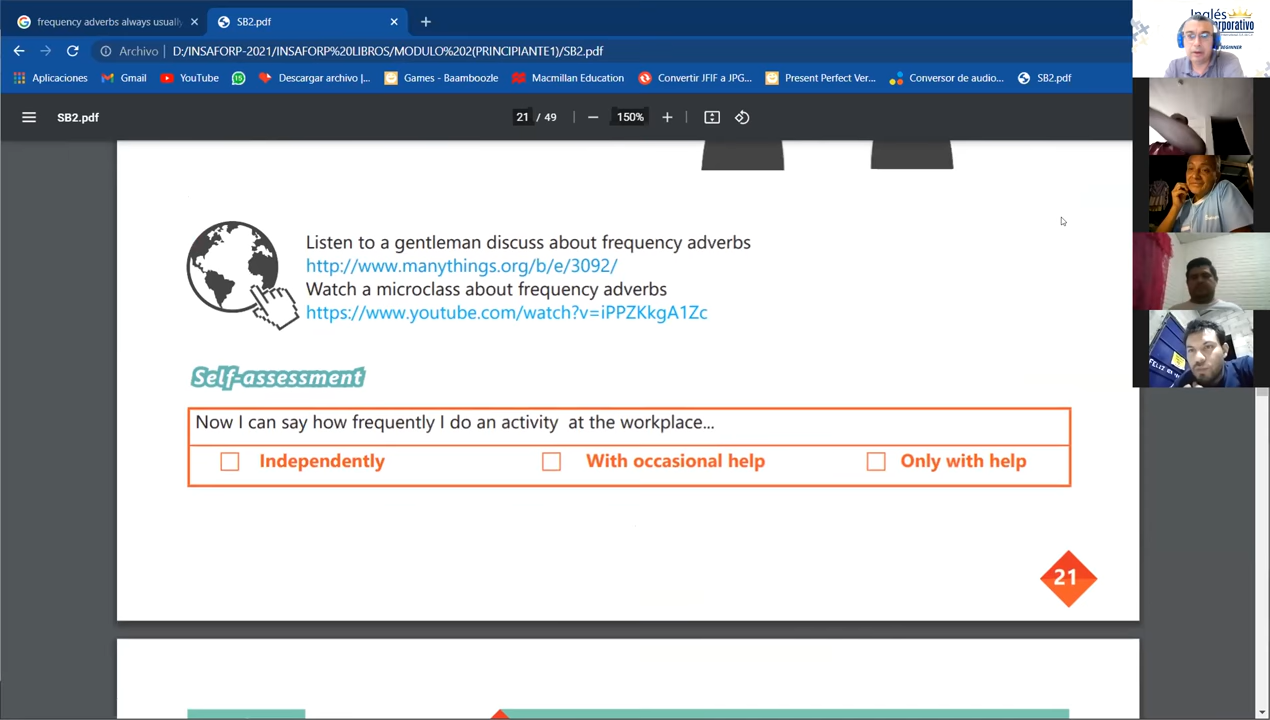 frequency adverbs always usually
SB2.pdf
Archivo
D:/INSAFORP-2021/INSAFORP%20LIBROS/MODULO%202(PRINCIPIANTE1)/SB2.pdf
Aplicaciones
Gmail
YouTube
Descargar archivo |...
Games - Baamboozle
Macmillan Education
Convertir JFIF a JPG...
Present Perfect Ver...
Conversor de audio...
SB2.pdf
SB2.pdf
21 / 49
150%
Inglés
BEGINNER
Listen to a gentleman discuss about frequency adverbs
http://www.manythings.org/b/e/3092/
Watch a microclass about frequency adverbs
https://www.youtube.com/watch?v=iPPZKkgA1Zc
Self-assessment
Now I can say how frequently I do an activity at the workplace...
Independently
With occasional help
Only with help
21